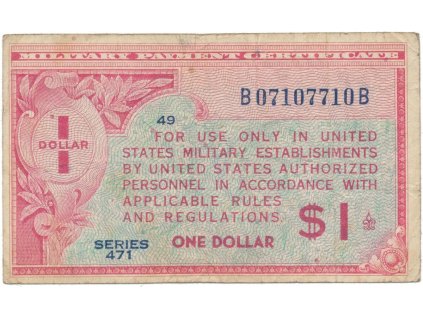 MILITARY PAYMENT CERTIFICATE
B07107710B
49
1
DOLLAR
FOR USE ONLY IN UNITED
STATES MILITARY ESTABLISHMENTS
BY UNITED STATES AUTHORIZED
PERSONNEL IN ACCORDANCE WITH
APPLICABLE RULES
AND REGULATIONS.
$1
SERIES
471
ONE DOLLAR